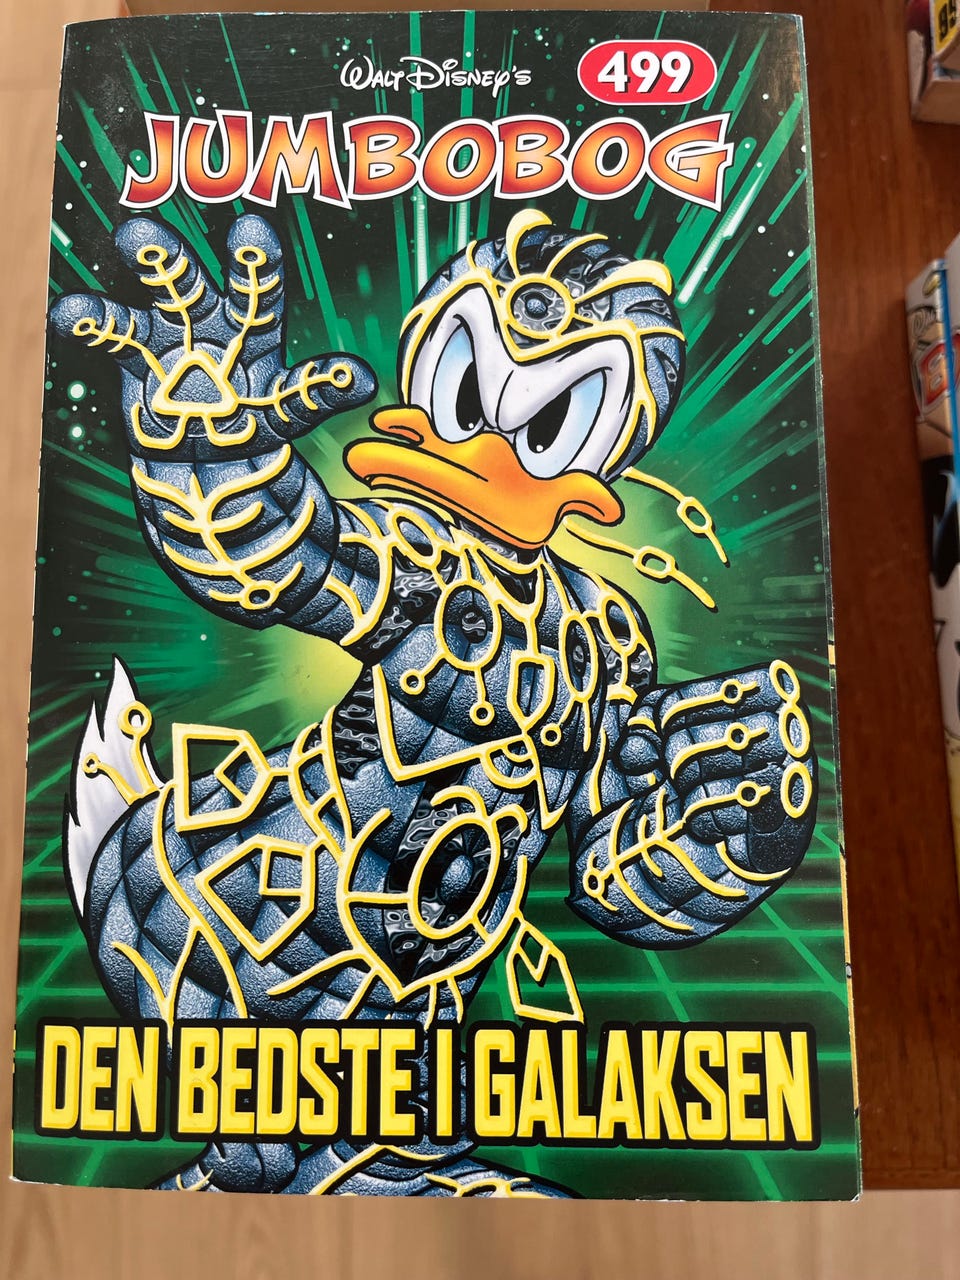 WALT DISNEY'S
499
JUMBOBOG
DEN BEDSTE I GALAKSEN